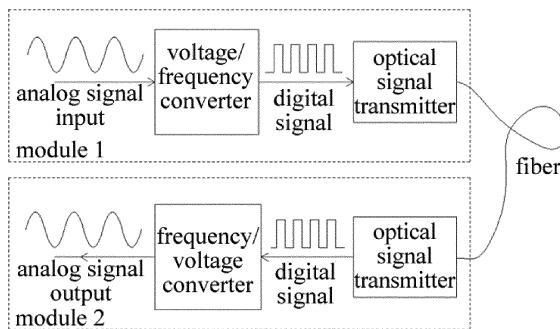 analog signal
input
voltage/
frequency
converter
digital
signal
optical
signal
transmitter
module 1
fiber
analog signal
output
frequency/
voltage
converter
digital
signal
optical
signal
transmitter
module 2